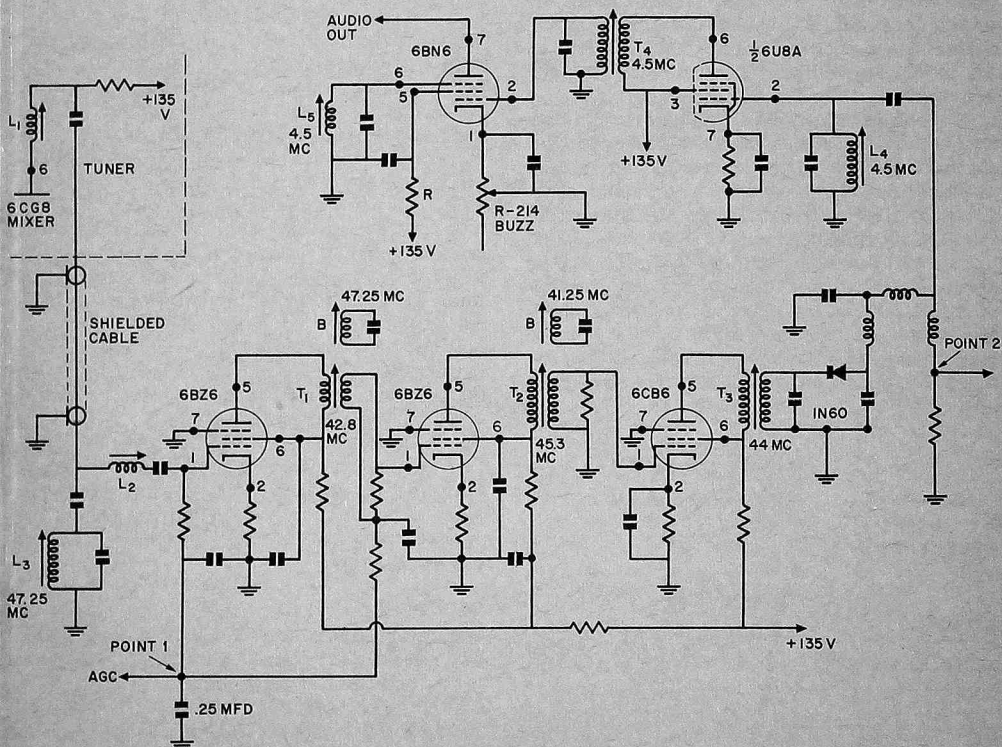 AUDIO OUT
7
6BN6
6
5
2
1
L5
4.5 MC
R
+135 V
R-214
BUZZ
T4
4.5MC
6
½6U8A
3
2
7
+135V
L4
4.5MC
+135 V
L1
6
TUNER
6CG8
MIXER
SHIELDED
CABLE
47.25 MC
B
41.25 MC
B
POINT 2
6BZ6
5
7
1
6
2
T1
42.8
MC
6BZ6
5
7
1
6
2
T2
45.3
MC
6CB6
5
7
1
6
2
T3
44 MC
IN60
L2
L3
47.25
MC
POINT 1
AGC
.25 MFD
+135 V